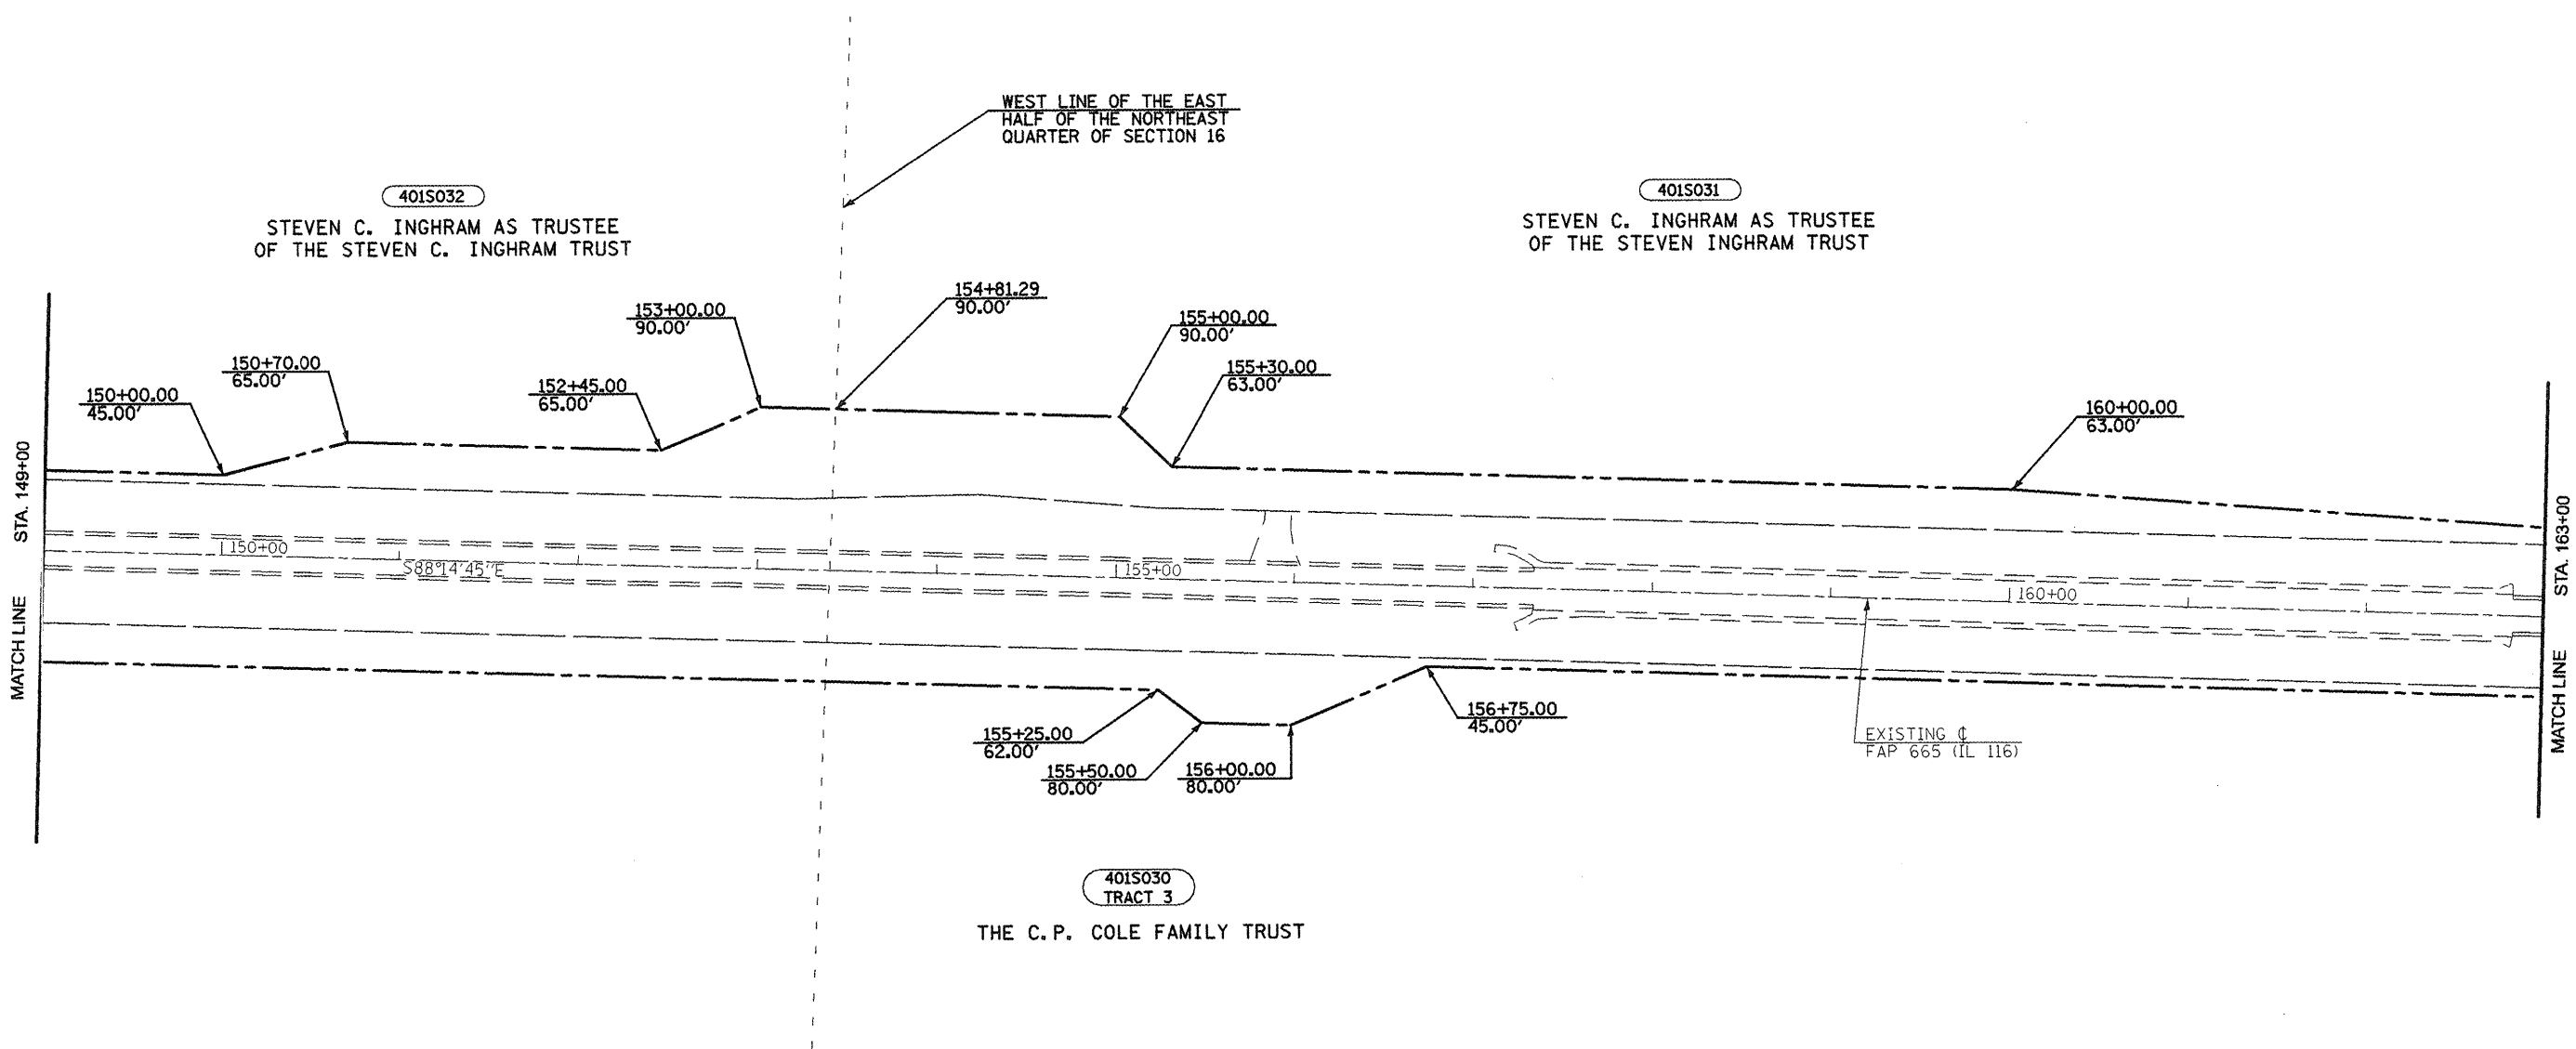 WEST LINE OF THE EAST
HALF OF THE NORTHEAST
QUARTER OF SECTION 16
401S032
STEVEN C. INGHRAM AS TRUSTEE
OF THE STEVEN C. INGHRAM TRUST
401S031
STEVEN C. INGHRAM AS TRUSTEE
OF THE STEVEN INGHRAM TRUST
150+00.00
45.00'
150+70.00
65.00'
152+45.00
65.00'
153+00.00
90.00'
154+81.29
90.00'
155+00.00
90.00'
155+30.00
63.00'
160+00.00
63.00'
MATCH LINE STA. 149+00
150+00
S88°14'45"E
155+00
160+00
MATCH LINE STA. 163+00
155+25.00
62.00'
155+50.00
80.00'
156+00.00
80.00'
156+75.00
45.00'
EXISTING ℄
FAP 665 (IL 116)
401S030
TRACT 3
THE C.P. COLE FAMILY TRUST